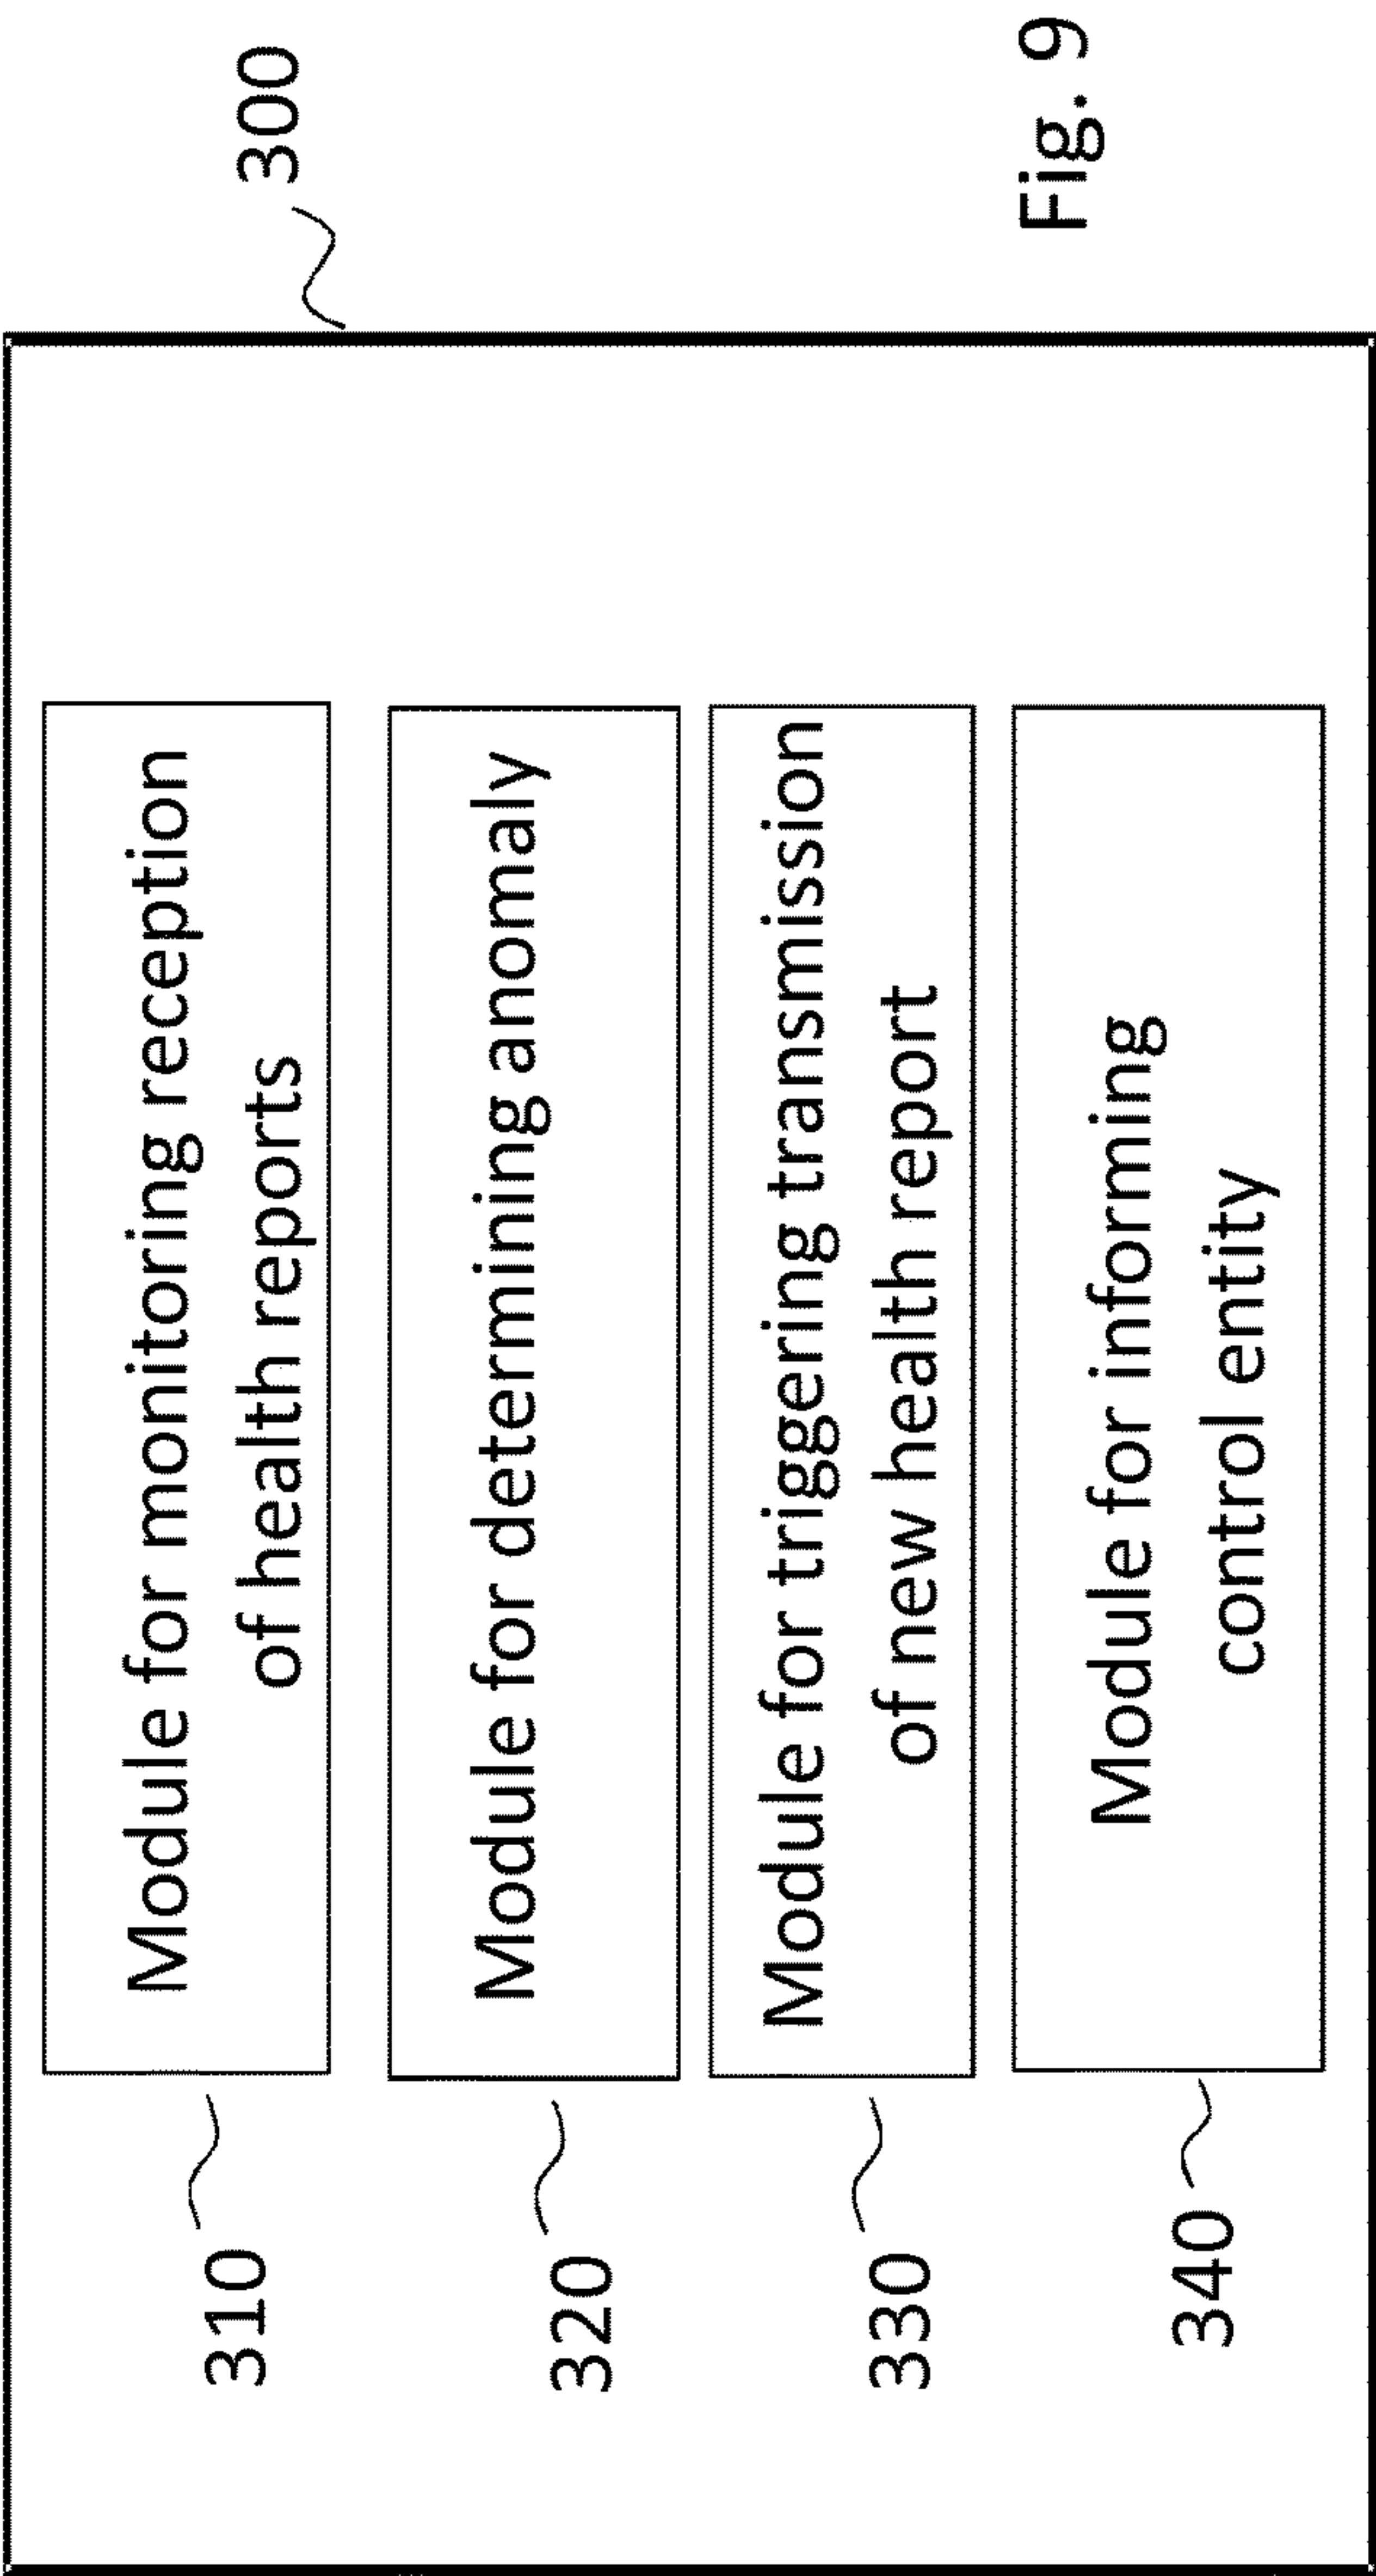 300
310
Module for monitoring reception
of health reports
320
Module for determining anomaly
330
Module for triggering transmission
of new health report
340
Module for informing
control entity
Fig. 9